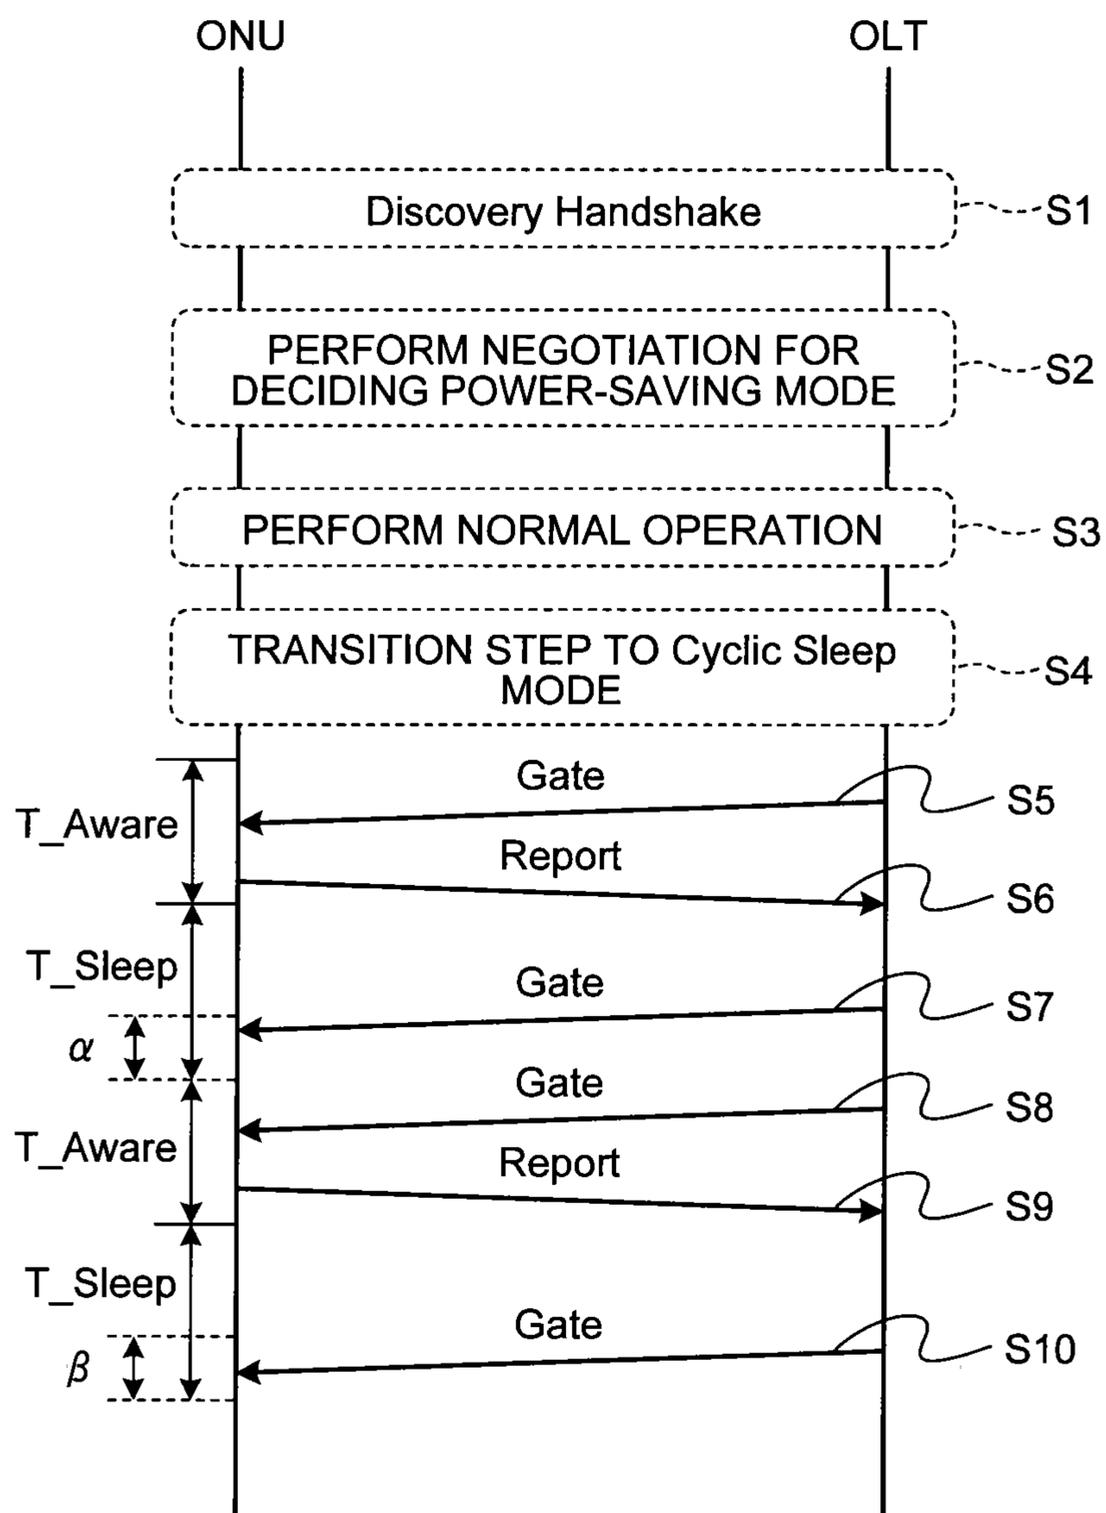 ONU
OLT
Discovery Handshake
S1
PERFORM NEGOTIATION FOR
DECIDING POWER-SAVING MODE
S2
PERFORM NORMAL OPERATION
S3
TRANSITION STEP TO Cyclic Sleep
MODE
S4
Gate
S5
T_Aware
Report
S6
T_Sleep
Gate
S7
α
Gate
S8
T_Aware
Report
S9
T_Sleep
Gate
S10
β